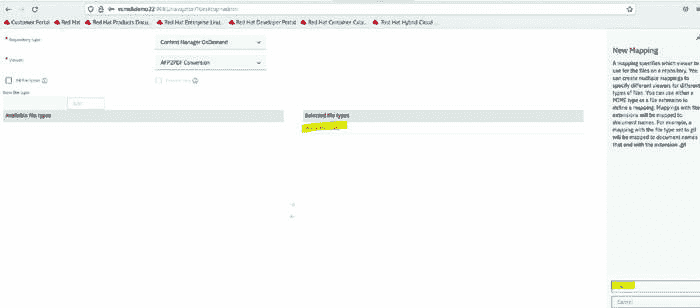 Customer Portal Red Hat Red Hat Products Docu... Red Hat Enterprise Linu... Red Hat Developer Portal Red Hat Container Cata... Red Hat Hybrid Cloud ...
* Repository type: Content Manager OnDemand
* Viewer: AFP2PDF Conversion
All file types
New file type:
Add
Available file types Selected file types
New Mapping
A mapping specifies which viewer to
use for the files on a repository. You
can create multiple mappings to
specify different viewers for different
types of files. You can use either a
MIME type or a file extension to
define a mapping. Mappings with file
extensions will be mapped to
document names. For example, a
mapping with the file type set to gif
will be mapped to document names
that end with the extension .gif
Cancel